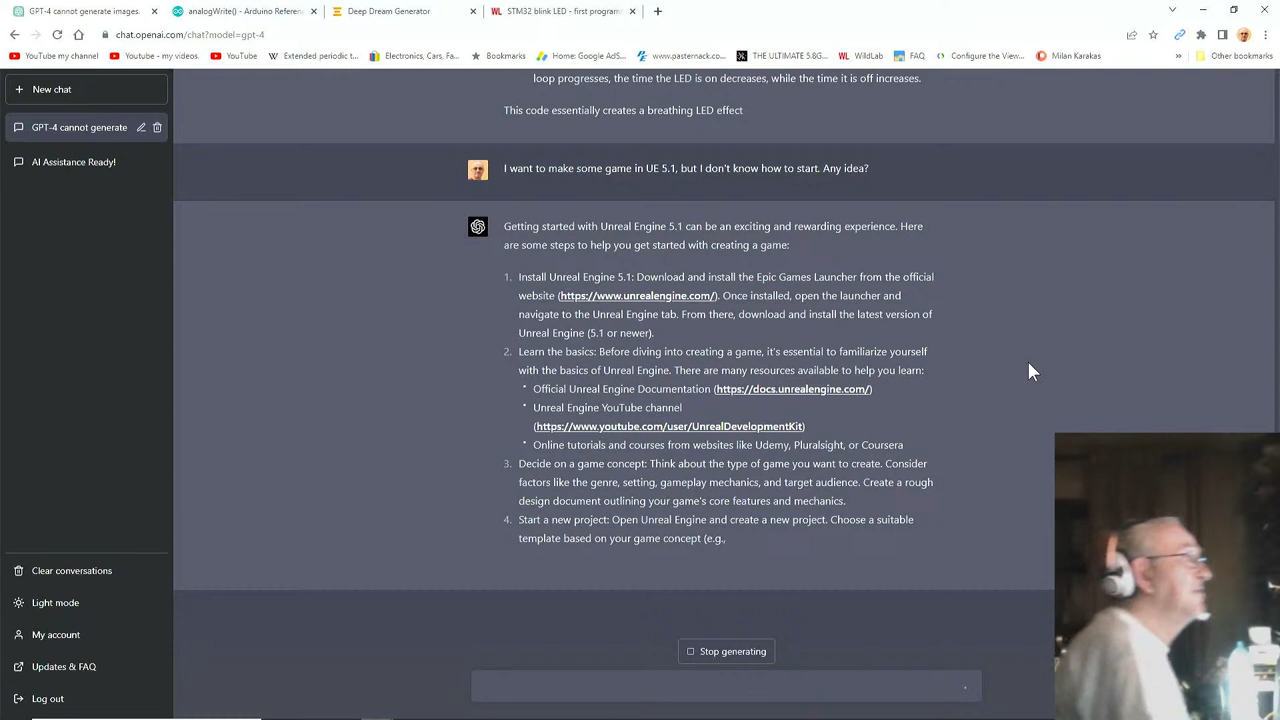 GPT-4 cannot generate images.
analogWrite() - Arduino Referen
Deep Dream Generator
STM32 blink LED - first program
chat.openai.com/chat?model=gpt-4
YouTube my channel
YouTube - my videos
YouTube
Extended periodic t
Electronics, Cars, Fa...
Bookmarks
Home: Google AdS...
www.pasternack.co...
THE ULTIMATE 5.8G...
WildLab
FAQ
Configure the View...
Milan Karakas
Other bookmarks
New chat
GPT-4 cannot generate
AI Assistance Ready!
Clear conversations
Light mode
My account
Updates & FAQ
Log out
loop progresses, the time the LED is on decreases, while the time it is off increases.
This code essentially creates a breathing LED effect
I want to make some game in UE 5.1, but I don't know how to start. Any idea?
Getting started with Unreal Engine 5.1 can be an exciting and rewarding experience. Here
are some steps to help you get started with creating a game:
1. Install Unreal Engine 5.1: Download and install the Epic Games Launcher from the official
website (https://www.unrealengine.com/). Once installed, open the launcher and
navigate to the Unreal Engine tab. From there, download and install the latest version of
Unreal Engine (5.1 or newer).
2. Learn the basics: Before diving into creating a game, it's essential to familiarize yourself
with the basics of Unreal Engine. There are many resources available to help you learn:
• Official Unreal Engine Documentation (https://docs.unrealengine.com/)
• Unreal Engine YouTube channel
(https://www.youtube.com/user/UnrealDevelopmentKit)
• Online tutorials and courses from websites like Udemy, Pluralsight, or Coursera
3. Decide on a game concept: Think about the type of game you want to create. Consider
factors like the genre, setting, gameplay mechanics, and target audience. Create a rough
design document outlining your game's core features and mechanics.
4. Start a new project: Open Unreal Engine and create a new project. Choose a suitable
template based on your game concept (e.g.,
Stop generating